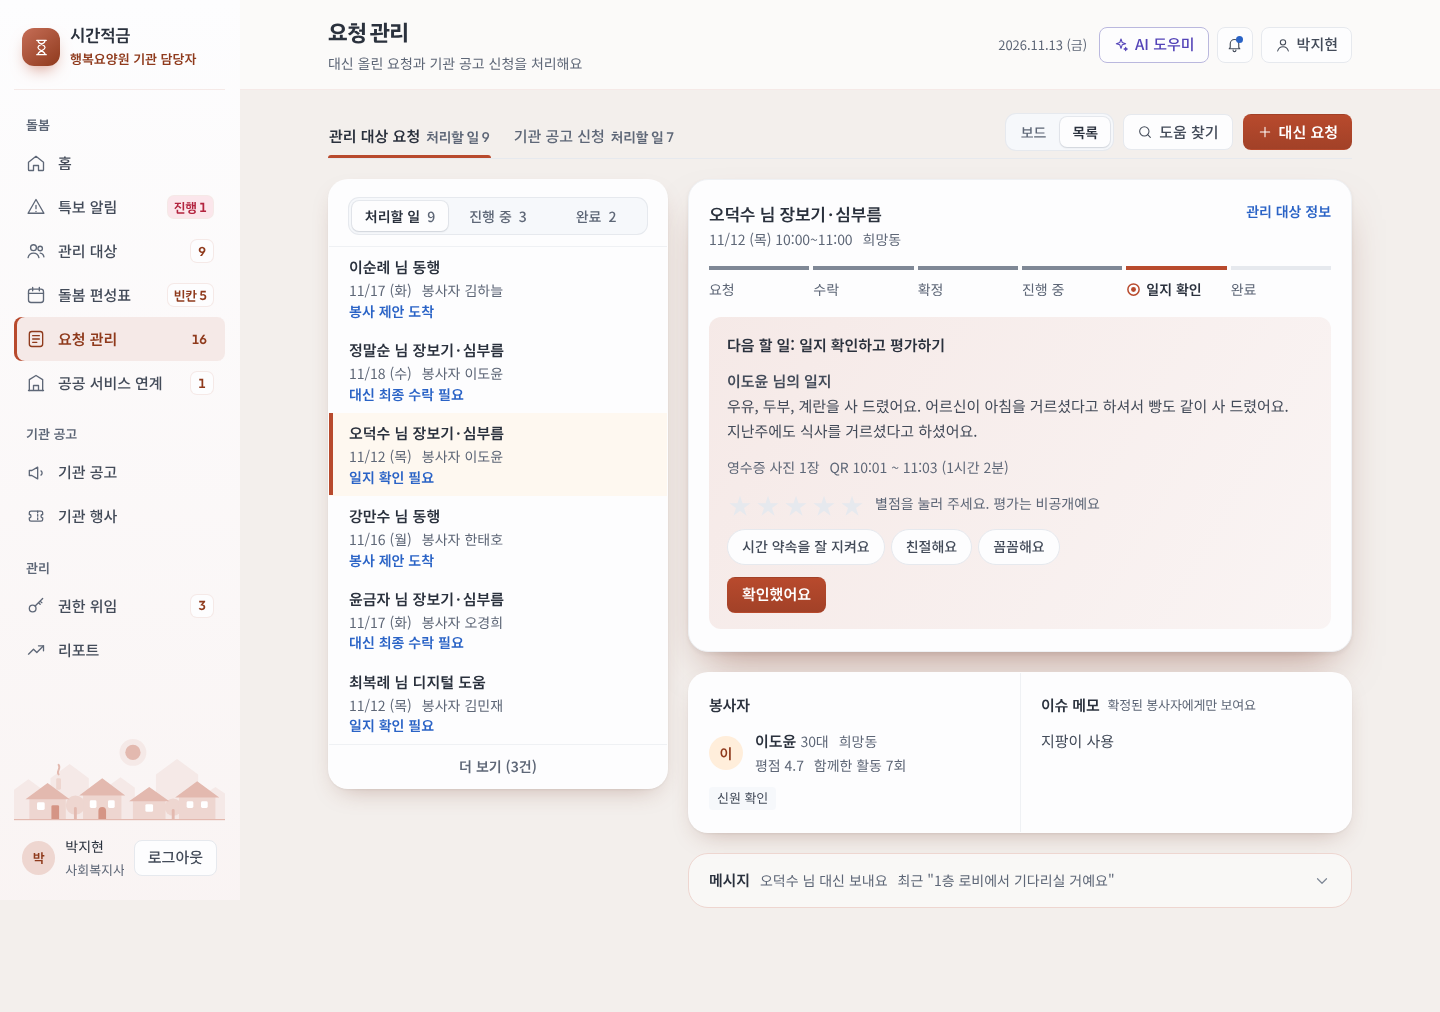 시간적금
행복요양원 기관 담당자
돌봄
홈
특보 알림 진행 1
관리 대상 9
돌봄 편성표 빈칸 5
요청 관리 16
공공 서비스 연계 1
기관 공고
기관 공고
기관 행사
관리
권한 위임 3
리포트
박 박지현
사회복지사
로그아웃
요청 관리
대신 올린 요청과 기관 공고 신청을 처리해요
2026.11.13 (금) AI 도우미 박지현
관리 대상 요청 처리할 일 9 기관 공고 신청 처리할 일 7
보드 목록 도움 찾기 대신 요청
처리할 일 9 진행 중 3 완료 2
이순례 님 동행
11/17 (화) 봉사자 김하늘
봉사 제안 도착
정말순 님 장보기·심부름
11/18 (수) 봉사자 이도윤
대신 최종 수락 필요
오덕수 님 장보기·심부름
11/12 (목) 봉사자 이도윤
일지 확인 필요
강만수 님 동행
11/16 (월) 봉사자 한태호
봉사 제안 도착
윤금자 님 장보기·심부름
11/17 (화) 봉사자 오경희
대신 최종 수락 필요
최복례 님 디지털 도움
11/12 (목) 봉사자 김민재
일지 확인 필요
더 보기 (3건)
오덕수 님 장보기·심부름 관리 대상 정보
11/12 (목) 10:00~11:00 희망동
요청 수락 확정 진행 중 일지 확인 완료
다음 할 일: 일지 확인하고 평가하기
이도윤 님의 일지
우유, 두부, 계란을 사 드렸어요. 어르신이 아침을 거르셨다고 하셔서 빵도 같이 사 드렸어요.
지난주에도 식사를 거르셨다고 하셨어요.
영수증 사진 1장 QR 10:01 ~ 11:03 (1시간 2분)
별점을 눌러 주세요. 평가는 비공개예요
시간 약속을 잘 지켜요 친절해요 꼼꼼해요
확인했어요
봉사자
이 이도윤 30대 희망동
평점 4.7 함께한 활동 7회
신원 확인
이슈 메모 확정된 봉사자에게만 보여요
지팡이 사용
메시지 오덕수 님 대신 보내요 최근 "1층 로비에서 기다리실 거예요"